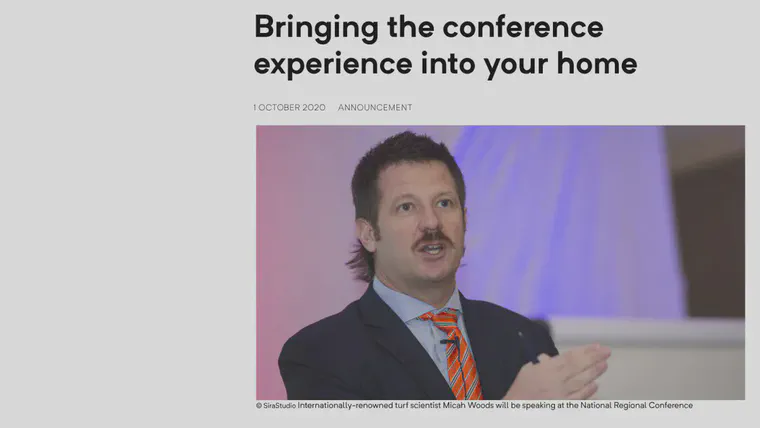 Bringing the conference
experience into your home
1 OCTOBER 2020 ANNOUNCEMENT
© SiraStudio Internationally-renowned turf scientist Micah Woods will be speaking at the National Regional Conference